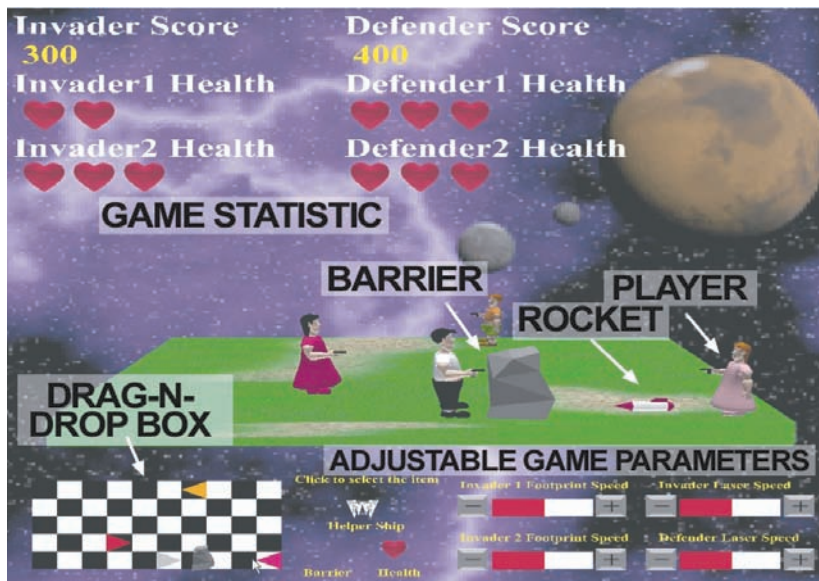 Invader Score
300
Invader1 Health
Invader2 Health
Defender Score
400
Defender1 Health
Defender2 Health
GAME STATISTIC
BARRIER
ROCKET
PLAYER
DRAG-N-
DROP BOX
ADJUSTABLE GAME PARAMETERS
Click to select the item
Helper Ship
Barrier
Health
Invader 1 Footprint Speed
Invader Laser Speed
Invader 2 Footprint Speed
Defender Laser Speed